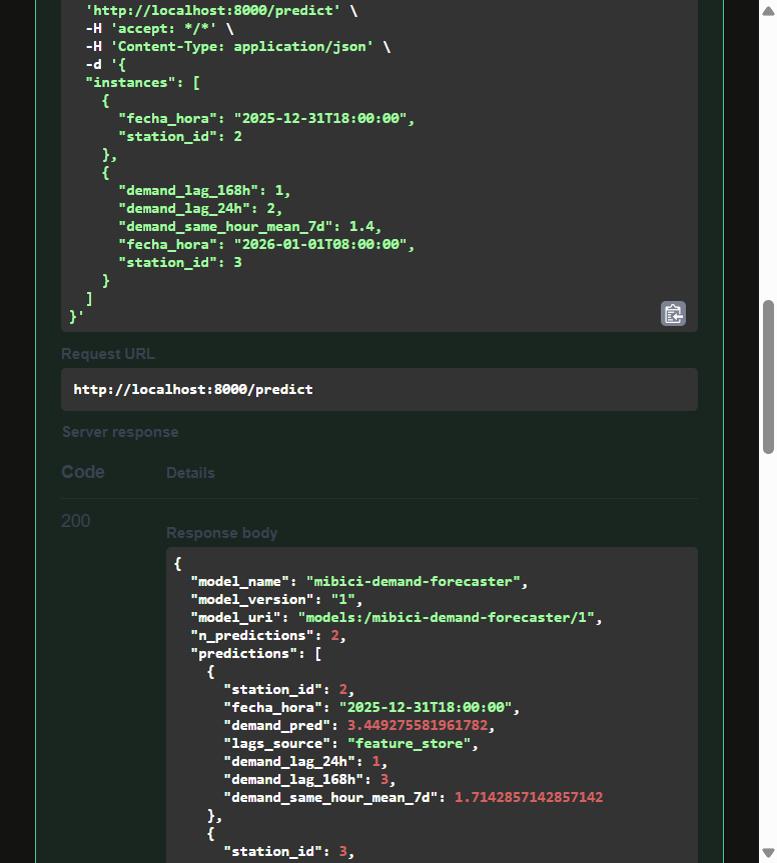 'http://localhost:8000/predict' \
-H 'accept: */*' \
-H 'Content-Type: application/json' \
-d '{
"instances": [
{
"fecha_hora": "2025-12-31T18:00:00",
"station_id": 2
},
{
"demand_lag_168h": 1,
"demand_lag_24h": 2,
"demand_same_hour_mean_7d": 1.4,
"fecha_hora": "2026-01-01T08:00:00",
"station_id": 3
}
]
}'
Request URL
http://localhost:8000/predict
Server response
Code Details
200
Response body
{
"model_name": "mibici-demand-forecaster",
"model_version": "1",
"model_uri": "models:/mibici-demand-forecaster/1",
"n_predictions": 2,
"predictions": [
{
"station_id": 2,
"fecha_hora": "2025-12-31T18:00:00",
"demand_pred": 3.449275581961782,
"lags_source": "feature_store",
"demand_lag_24h": 1,
"demand_lag_168h": 3,
"demand_same_hour_mean_7d": 1.7142857142857142
},
{
"station_id": 3,